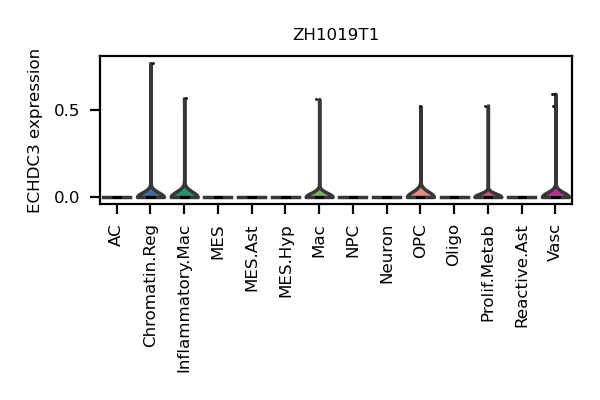 ZH1019T1
ECHDC3 expression
0.5
0.0
AC
Chromatin.Reg
Inflammatory.Mac
MES
MES.Ast
MES.Hyp
Mac
NPC
Neuron
OPC
Oligo
Prolif.Metab
Reactive.Ast
Vasc